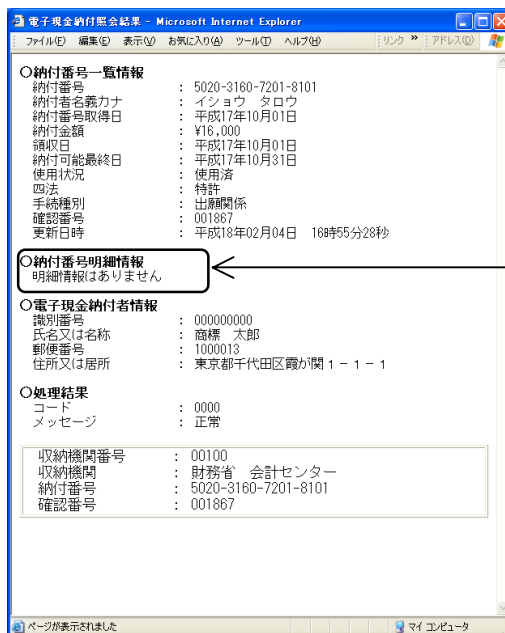 電子現金納付照会結果 - Microsoft Internet Explorer
ファイル(F) 編集(E) 表示(V) お気に入り(A) ツール(T) ヘルプ(H) リンク » アドレス(D)
○納付番号一覧情報
納付番号 : 5020-3160-7201-8101
納付者名義カナ : イショウ タロウ
納付番号取得日 : 平成17年10月01日
納付金額 : ¥16,000
領収日 : 平成17年10月01日
納付可能最終日 : 平成17年10月31日
使用状況 : 使用済
四法 : 特許
手続種別 : 出願関係
確認番号 : 001867
更新日時 : 平成18年02月04日 16時55分28秒
○納付番号明細情報
明細情報はありません
○電子現金納付者情報
識別番号 : 000000000
氏名又は名称 : 商標 太郎
郵便番号 : 1000013
住所又は居所 : 東京都千代田区霞が関1-1-1
○処理結果
コード : 0000
メッセージ : 正常
収納機関番号 : 00100
収納機関 : 財務省 会計センター
納付番号 : 5020-3160-7201-8101
確認番号 : 001867
ページが表示されました マイ コンピュータ